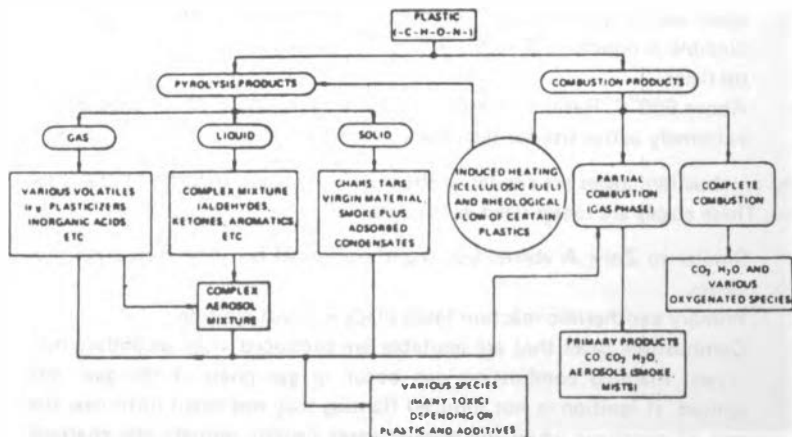 PLASTIC
(-C-H-O-N-)
PYROLYSIS PRODUCTS
COMBUSTION PRODUCTS
GAS
LIQUID
SOLID
VARIOUS VOLATILES
(e.g. PLASTICIZERS
INORGANIC ACIDS,
ETC
COMPLEX MIXTURE
(ALDEHYDES,
KETONES, AROMATICS,
ETC
CHARS, TARS,
VIRGIN MATERIAL,
SMOKE PLUS
ADSORBED
CONDENSATES
INDUCED HEATING
(CELLULOSIC FUEL)
AND RHEOLOGICAL
FLOW OF CERTAIN
PLASTICS
PARTIAL
COMBUSTION
(GAS PHASE)
COMPLETE
COMBUSTION
COMPLEX
AEROSOL
MIXTURE
CO2 H2O AND
VARIOUS
OXYGENATED SPECIES
PRIMARY PRODUCTS
CO CO2 H2O,
AEROSOLS (SMOKE,
MISTS)
VARIOUS SPECIES
(MANY TOXIC)
DEPENDING ON
PLASTIC AND ADDITIVES